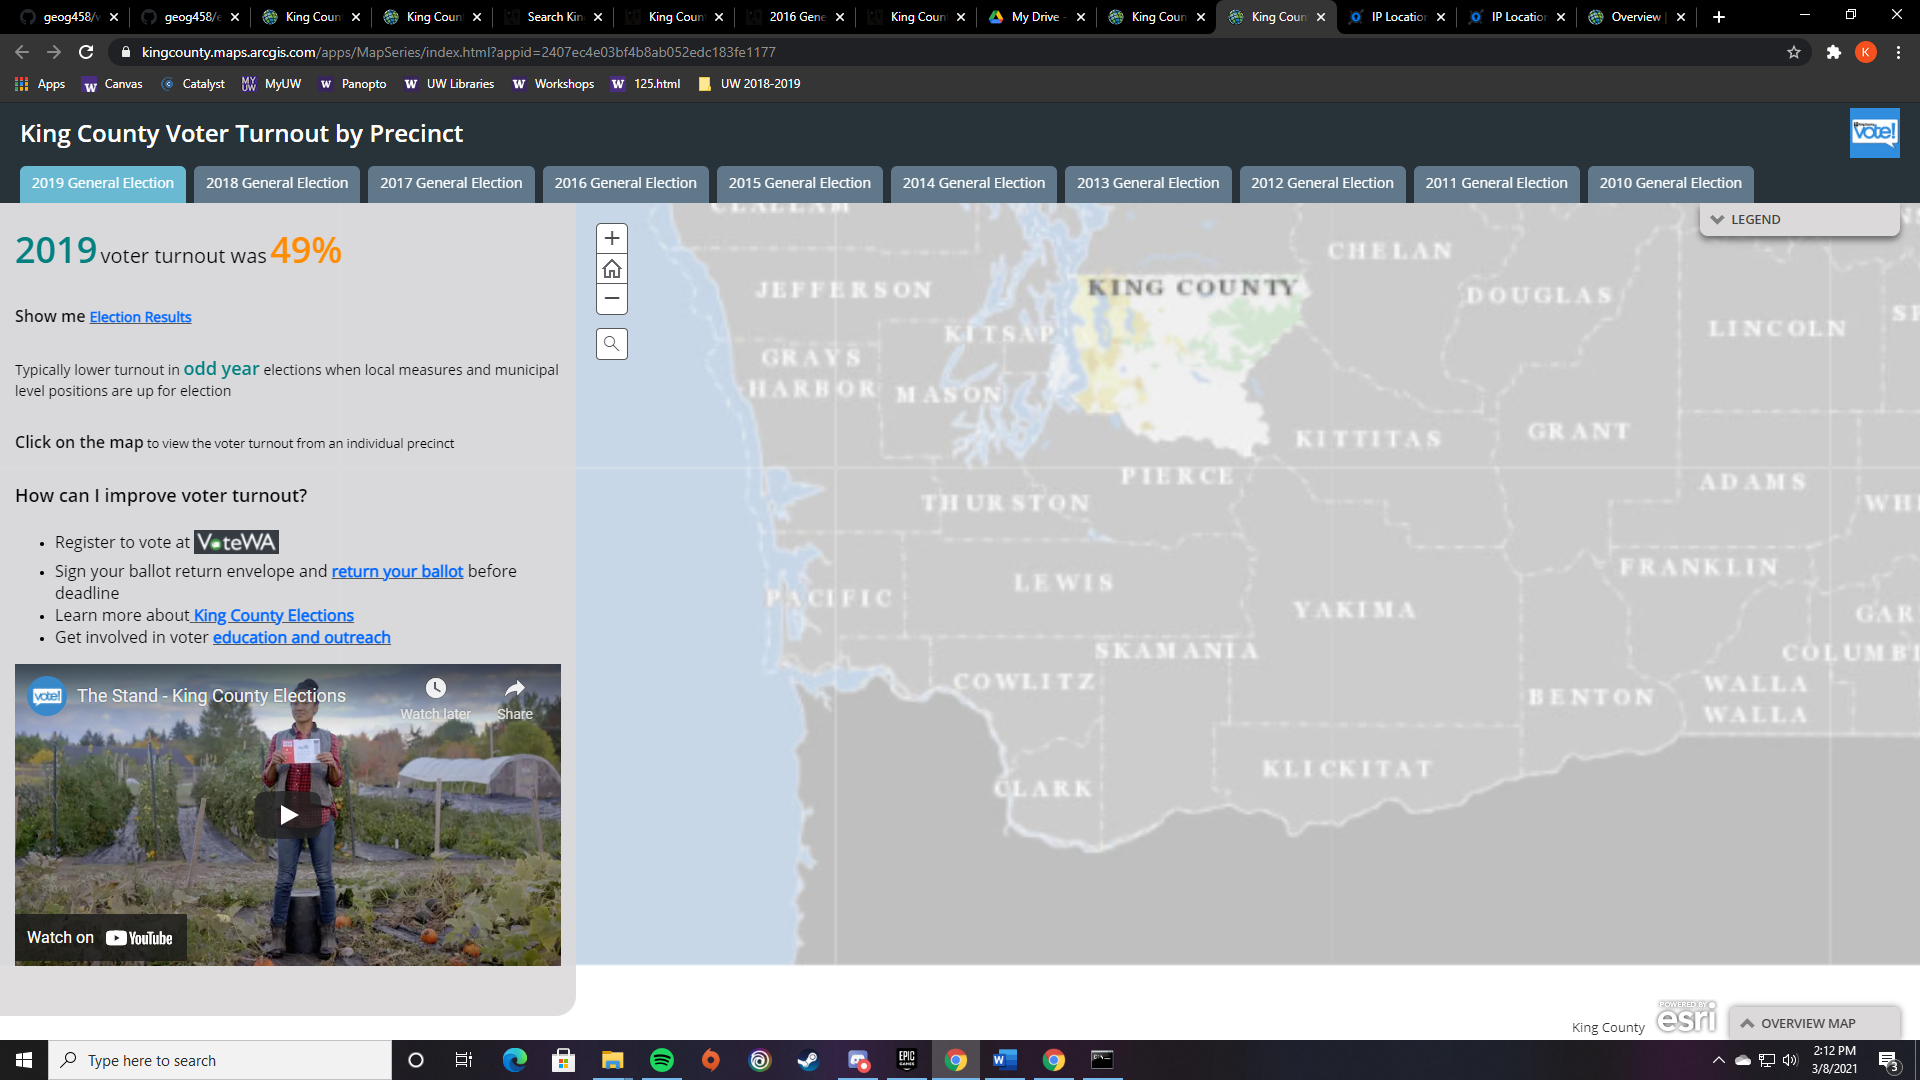 geog458/
geog458/
King Coun
King Coun
Search Kin
King Count
2016 Gene
King Count
My Drive -
King Coun
King Coun
IP Location
IP Location
Overview |
kingcounty.maps.arcgis.com/apps/MapSeries/index.html?appid=2407ec4e03bf4b8ab052edc183fe1177
K
Apps
Canvas
Catalyst
MyUW
Panopto
UW Libraries
Workshops
125.html
UW 2018-2019
King County Voter Turnout by Precinct
vote!
2019 General Election
2018 General Election
2017 General Election
2016 General Election
2015 General Election
2014 General Election
2013 General Election
2012 General Election
2011 General Election
2010 General Election
2019 voter turnout was 49%
Show me Election Results
Typically lower turnout in odd year elections when local measures and municipal
level positions are up for election
Click on the map to view the voter turnout from an individual precinct
How can I improve voter turnout?
• Register to vote at VoteWA
• Sign your ballot return envelope and return your ballot before
deadline
• Learn more about King County Elections
• Get involved in voter education and outreach
vote!
The Stand - King County Elections
Watch later
Share
Watch on YouTube
LEGEND
CLALLAM
CHELAN
JEFFERSON
KING COUNTY
DOUGLAS
KITSAP
LINCOLN
SP
GRAYS
HARBOR
MASON
KITTITAS
GRANT
PIERCE
ADAMS
THURSTON
WHI
LEWIS
FRANKLIN
PACIFIC
YAKIMA
GAR
SKAMANIA
COLUMBI
COWLITZ
WALLA
WALLA
BENTON
KLICKITAT
CLARK
King County
POWERED BY
esri
OVERVIEW MAP
Type here to search
EPIC
GAMES
2:12 PM
3/8/2021
3